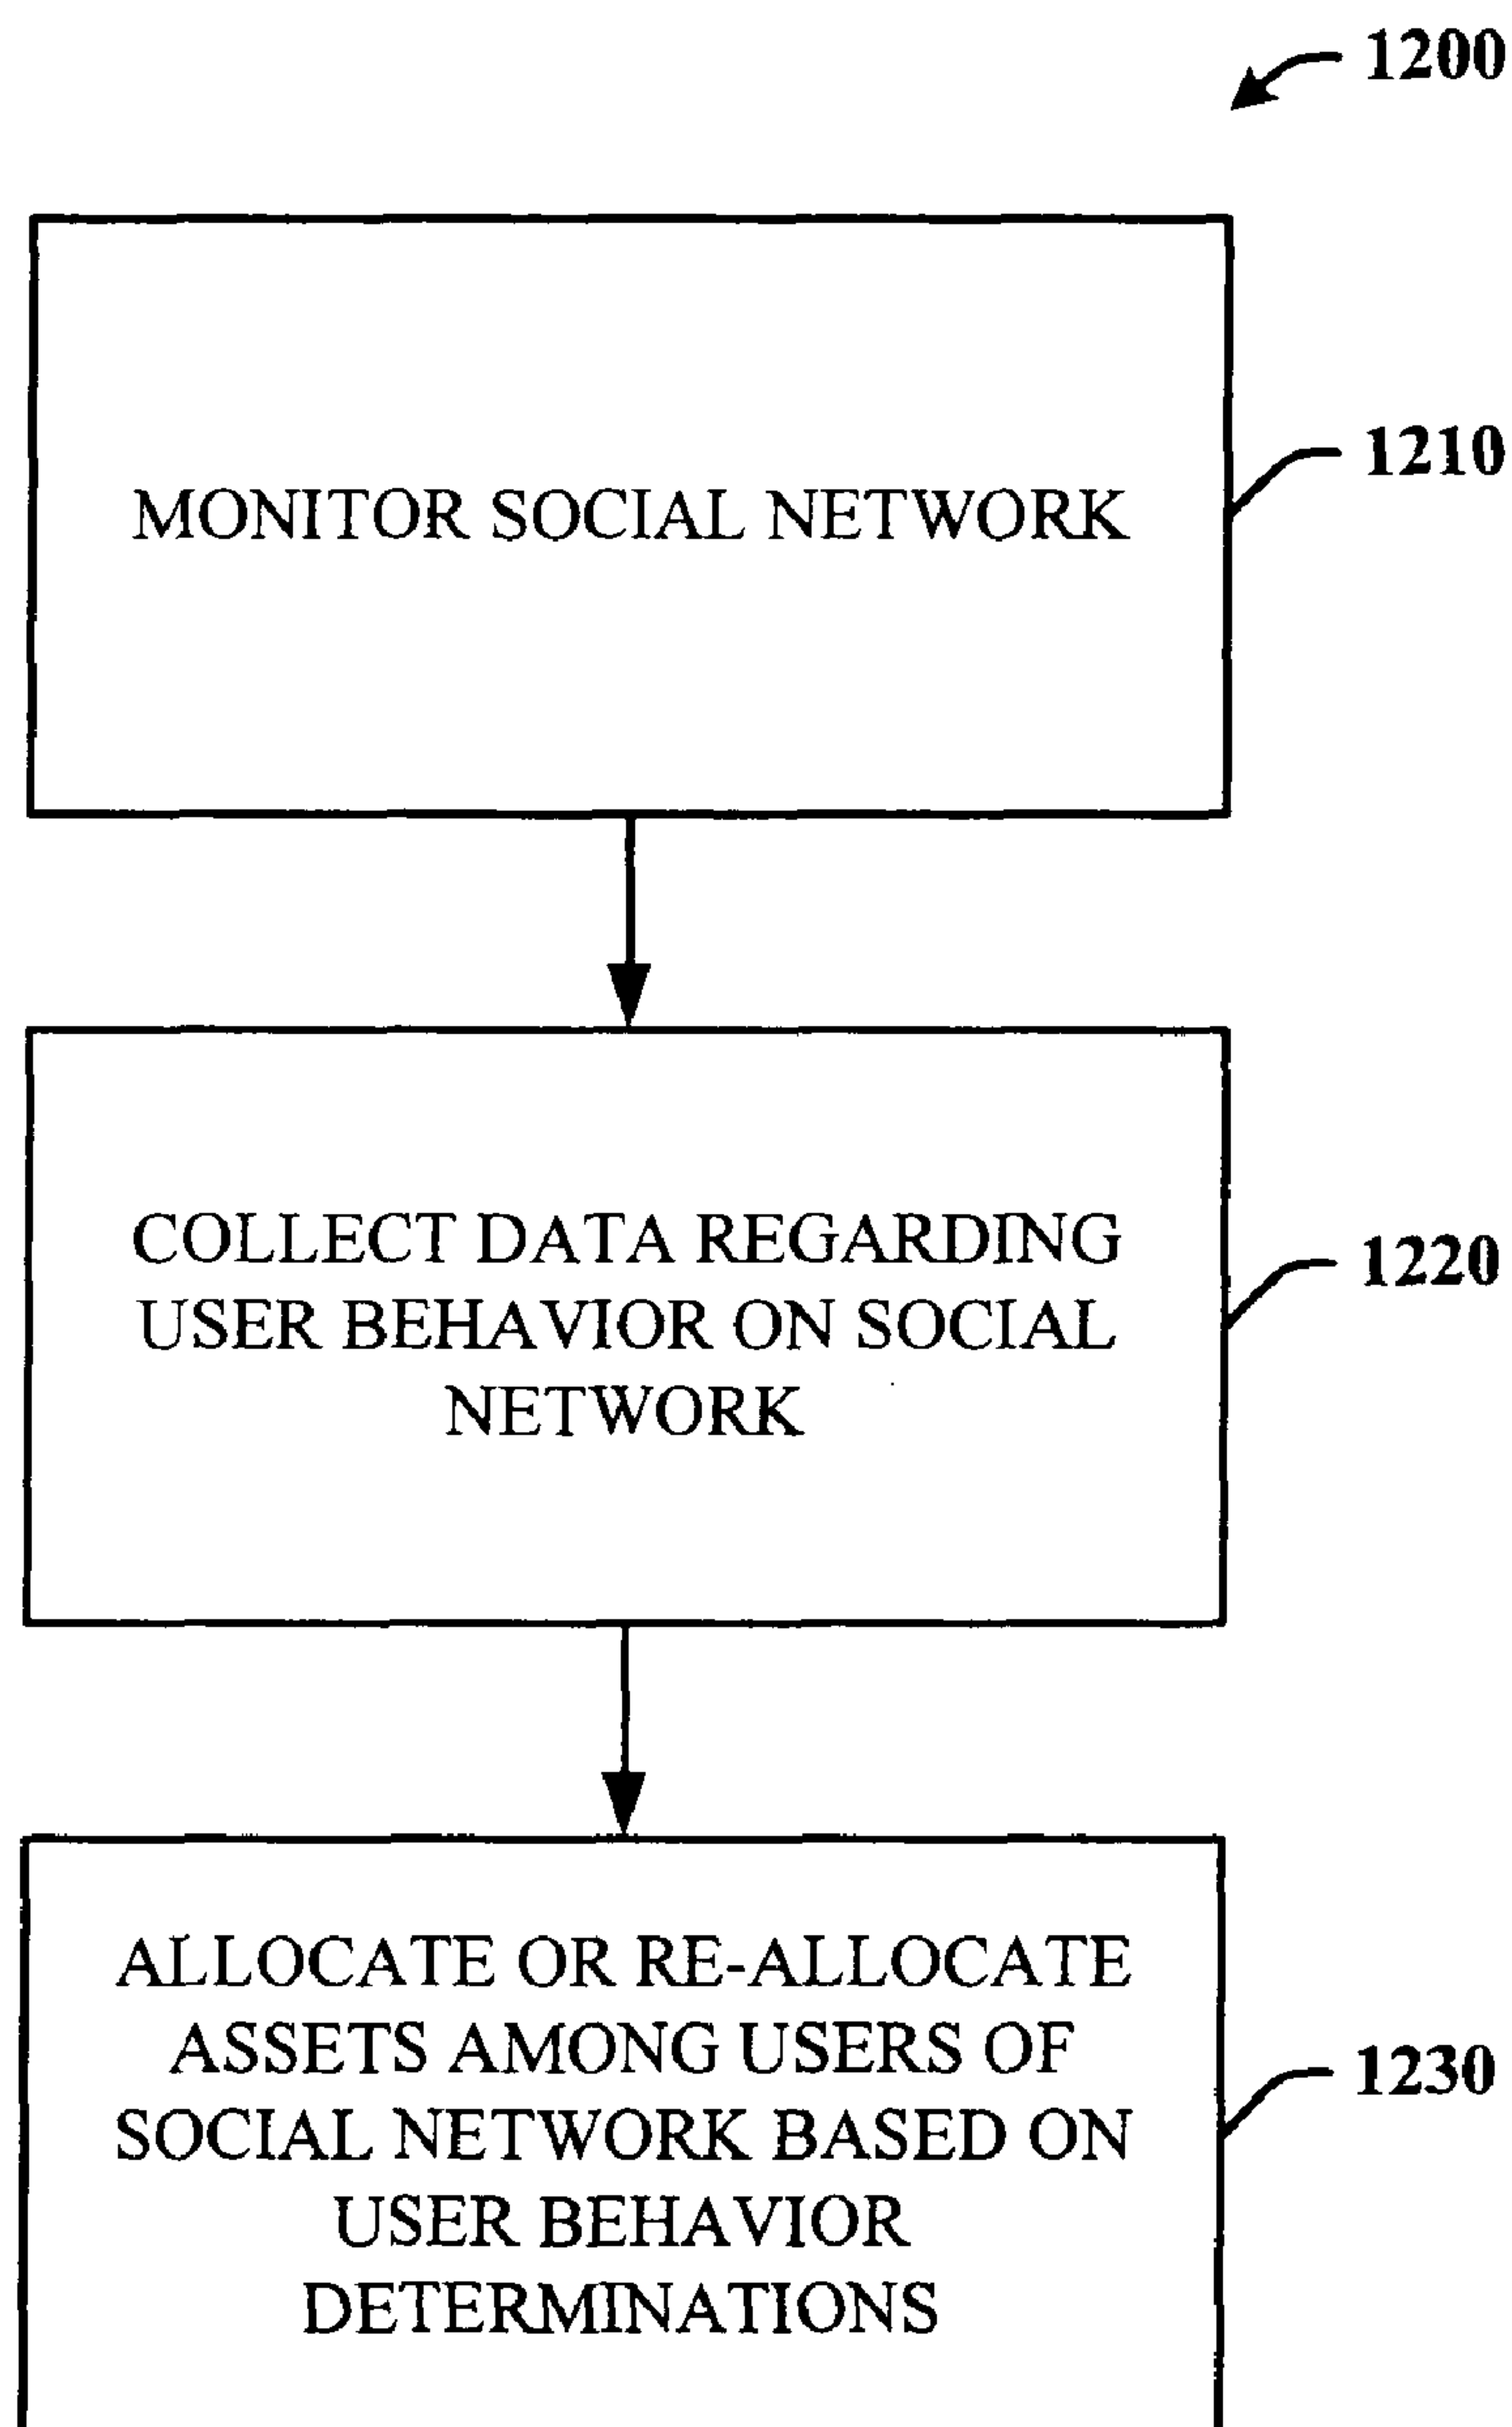 1200
MONITOR SOCIAL NETWORK
1210
COLLECT DATA REGARDING
USER BEHAVIOR ON SOCIAL
NETWORK
1220
ALLOCATE OR RE-ALLOCATE
ASSETS AMONG USERS OF
SOCIAL NETWORK BASED ON
USER BEHAVIOR
DETERMINATIONS
1230